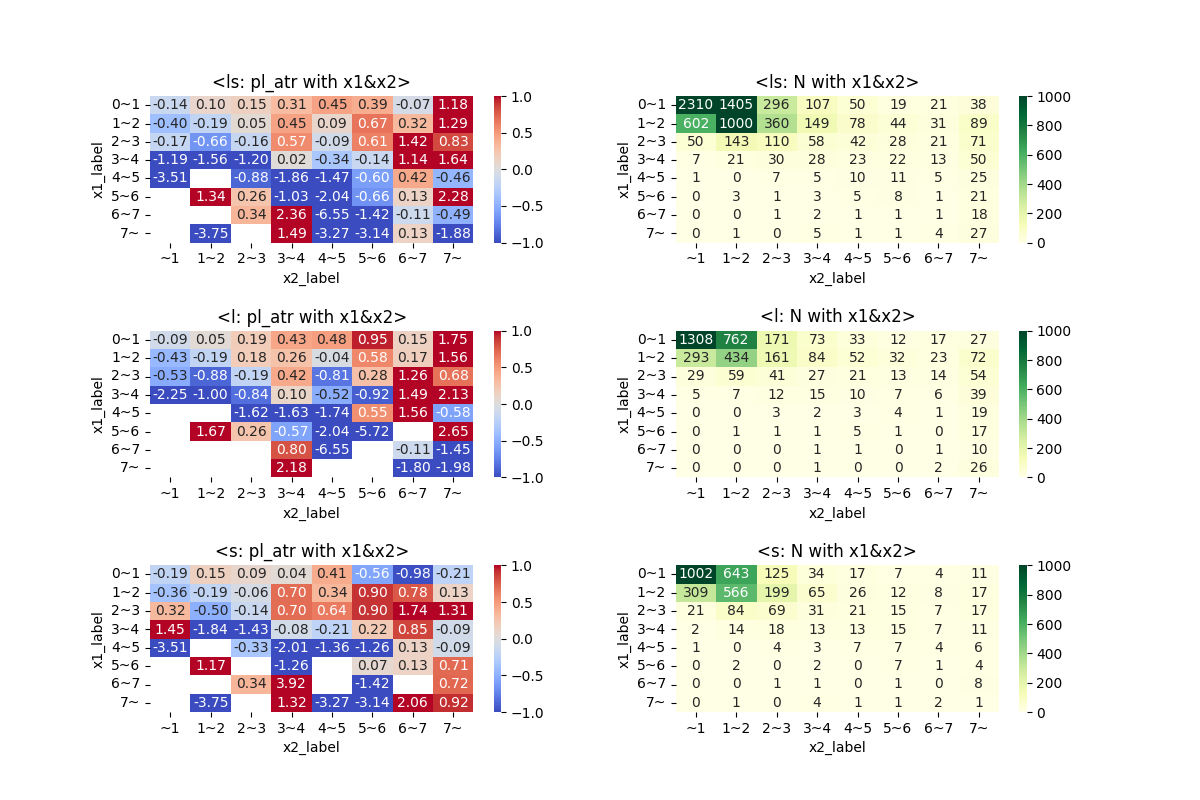 <ls: pl_atr with x1&x2>
x1_label
0~1 -0.14 0.10 0.15 0.31 0.45 0.39 -0.07 1.18
1~2 -0.40 -0.19 0.05 0.45 0.09 0.67 0.32 1.29
2~3 -0.17 -0.66 -0.16 0.57 -0.09 0.61 1.42 0.83
3~4 -1.19 -1.56 -1.20 0.02 -0.34 -0.14 1.14 1.64
4~5 -3.51 -0.88 -1.86 -1.47 -0.60 0.42 -0.46
5~6 1.34 0.26 -1.03 -2.04 -0.66 0.13 2.28
6~7 0.34 2.36 -6.55 -1.42 -0.11 -0.49
7~ -3.75 1.49 -3.27 -3.14 0.13 -1.88
~1 1~2 2~3 3~4 4~5 5~6 6~7 7~
x2_label
1.0
0.5
0.0
−0.5
−1.0
<ls: N with x1&x2>
x1_label
0~1 2310 1405 296 107 50 19 21 38
1~2 602 1000 360 149 78 44 31 89
2~3 50 143 110 58 42 28 21 71
3~4 7 21 30 28 23 22 13 50
4~5 1 0 7 5 10 11 5 25
5~6 0 3 1 3 5 8 1 21
6~7 0 0 1 2 1 1 1 18
7~ 0 1 0 5 1 1 4 27
~1 1~2 2~3 3~4 4~5 5~6 6~7 7~
x2_label
1000
800
600
400
200
0
<l: pl_atr with x1&x2>
x1_label
0~1 -0.09 0.05 0.19 0.43 0.48 0.95 0.15 1.75
1~2 -0.43 -0.19 0.18 0.26 -0.04 0.58 0.17 1.56
2~3 -0.53 -0.88 -0.19 0.42 -0.81 0.28 1.26 0.68
3~4 -2.25 -1.00 -0.84 0.10 -0.52 -0.92 1.49 2.13
4~5 -1.62 -1.63 -1.74 0.55 1.56 -0.58
5~6 1.67 0.26 -0.57 -2.04 -5.72 2.65
6~7 0.80 -6.55 -0.11 -1.45
7~ 2.18 -1.80 -1.98
~1 1~2 2~3 3~4 4~5 5~6 6~7 7~
x2_label
1.0
0.5
0.0
−0.5
−1.0
<l: N with x1&x2>
x1_label
0~1 1308 762 171 73 33 12 17 27
1~2 293 434 161 84 52 32 23 72
2~3 29 59 41 27 21 13 14 54
3~4 5 7 12 15 10 7 6 39
4~5 0 0 3 2 3 4 1 19
5~6 0 1 1 1 5 1 0 17
6~7 0 0 0 1 1 0 1 10
7~ 0 0 0 1 0 0 2 26
~1 1~2 2~3 3~4 4~5 5~6 6~7 7~
x2_label
1000
800
600
400
200
0
<s: pl_atr with x1&x2>
x1_label
0~1 -0.19 0.15 0.09 0.04 0.41 -0.56 -0.98 -0.21
1~2 -0.36 -0.19 -0.06 0.70 0.34 0.90 0.78 0.13
2~3 0.32 -0.50 -0.14 0.70 0.64 0.90 1.74 1.31
3~4 1.45 -1.84 -1.43 -0.08 -0.21 0.22 0.85 -0.09
4~5 -3.51 -0.33 -2.01 -1.36 -1.26 0.13 -0.09
5~6 1.17 -1.26 0.07 0.13 0.71
6~7 0.34 3.92 -1.42 0.72
7~ -3.75 1.32 -3.27 -3.14 2.06 0.92
~1 1~2 2~3 3~4 4~5 5~6 6~7 7~
x2_label
1.0
0.5
0.0
−0.5
−1.0
<s: N with x1&x2>
x1_label
0~1 1002 643 125 34 17 7 4 11
1~2 309 566 199 65 26 12 8 17
2~3 21 84 69 31 21 15 7 17
3~4 2 14 18 13 13 15 7 11
4~5 1 0 4 3 7 7 4 6
5~6 0 2 0 2 0 7 1 4
6~7 0 0 1 1 0 1 0 8
7~ 0 1 0 4 1 1 2 1
~1 1~2 2~3 3~4 4~5 5~6 6~7 7~
x2_label
1000
800
600
400
200
0